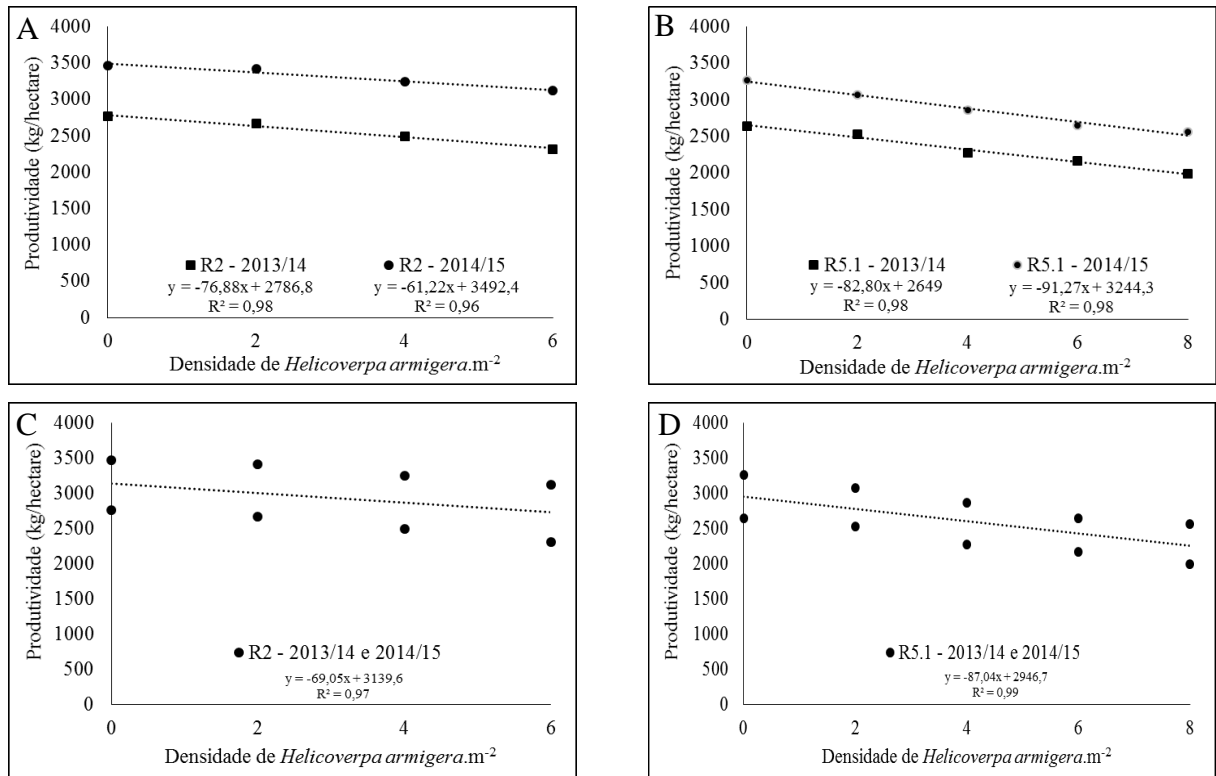 A
Produtividade (kg/hectare)
4000
3500
3000
2500
2000
1500
1000
500
0
R2 - 2013/14
y = -76,88x + 2786,8
R² = 0,98
R2 - 2014/15
y = -61,22x + 3492,4
R² = 0,96
0 2 4 6
Densidade de Helicoverpa armigera.m⁻²
B
Produtividade (kg/hectare)
4000
3500
3000
2500
2000
1500
1000
500
0
R5.1 - 2013/14
y = -82,80x + 2649
R² = 0,98
R5.1 - 2014/15
y = -91,27x + 3244,3
R² = 0,98
0 2 4 6 8
Densidade de Helicoverpa armigera.m⁻²
C
Produtividade (kg/hectare)
4000
3500
3000
2500
2000
1500
1000
500
0
R2 - 2013/14 e 2014/15
y = -69,05x + 3139,6
R² = 0,97
0 2 4 6
Densidade de Helicoverpa armigera.m⁻²
D
Produtividade (kg/hectare)
4000
3500
3000
2500
2000
1500
1000
500
0
R5.1 - 2013/14 e 2014/15
y = -87,04x + 2946,7
R² = 0,99
0 2 4 6 8
Densidade de Helicoverpa armigera.m⁻²